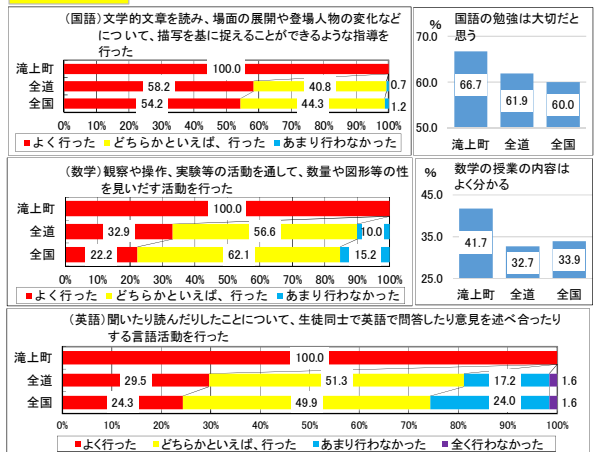 (国語)文学的文章を読み、場面の展開や登場人物の変化など
について、描写を基に捉えることができるような指導を
行った
滝上町
100.0
全道
58.2
40.8
0.7
全国
54.2
44.3
1.2
0% 10% 20% 30% 40% 50% 60% 70% 80% 90% 100%
■よく行った ■どちらかといえば、行った ■あまり行わなかった
国語の勉強は大切だと
思う
%
70.0
60.0
50.0
66.7
61.9
60.0
滝上町 全道 全国
(数学)観察や操作、実験等の活動を通して、数量や図形等の性
を見いだす活動を行った
滝上町
100.0
全道
32.9
56.6
10.0
全国
22.2
62.1
15.2
0% 10% 20% 30% 40% 50% 60% 70% 80% 90% 100%
■よく行った ■どちらかといえば、行った ■あまり行わなかった
数学の授業の内容は
よく分かる
%
45.0
35.0
25.0
41.7
32.7
33.9
滝上町 全道 全国
(英語)聞いたり読んだりしたことについて、生徒同士で英語で問答したり意見を述べ合ったり
する言語活動を行った
滝上町
100.0
全道
29.5
51.3
17.2
1.6
全国
24.3
49.9
24.0
1.6
0% 10% 20% 30% 40% 50% 60% 70% 80% 90% 100%
■よく行った ■どちらかといえば、行った ■あまり行わなかった ■全く行わなかった